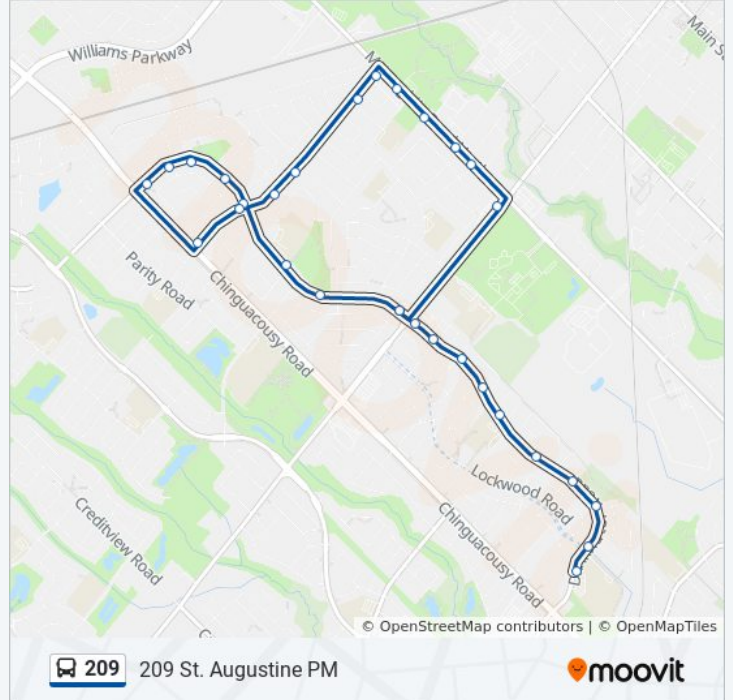 Williams Parkway
Main
Parity Road
Chinguacousy Road
Lockwood Road
Chinguacousy Road
Creditview Road
© OpenStreetMap contributors | © OpenMapTiles
209 209 St. Augustine PM
moovit